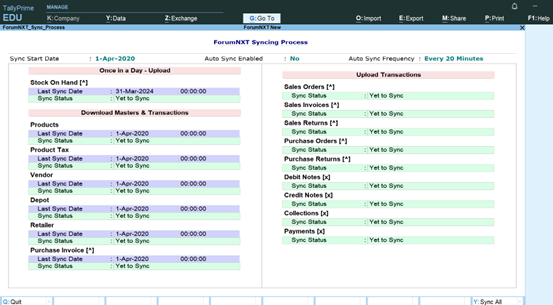 TallyPrime MANAGE
EDU K:Company Y:Data Z:Exchange G:Go To O:Import E:Export M:Share P:Print F1:Help
ForumNXT_Sync_Process ForumNXT New
ForumNXT Syncing Process
Sync Start Date : 1-Apr-2020 Auto Sync Enabled : No Auto Sync Frequency : Every 20 Minutes
Once in a Day - Upload
Stock On Hand [^]
Last Sync Date : 31-Mar-2024 00:00:00
Sync Status : Yet to Sync
Download Masters & Transactions
Products
Last Sync Date : 1-Apr-2020 00:00:00
Sync Status : Yet to Sync
Product Tax
Last Sync Date : 1-Apr-2020 00:00:00
Sync Status : Yet to Sync
Vendor
Last Sync Date : 1-Apr-2020 00:00:00
Sync Status : Yet to Sync
Depot
Last Sync Date : 1-Apr-2020 00:00:00
Sync Status : Yet to Sync
Retailer
Last Sync Date : 1-Apr-2020 00:00:00
Sync Status : Yet to Sync
Purchase Invoice [^]
Last Sync Date : 1-Apr-2020 00:00:00
Sync Status : Yet to Sync
Upload Transactions
Sales Orders [^]
Sync Status : Yet to Sync
Sales Invoices [^]
Sync Status : Yet to Sync
Sales Returns [^]
Sync Status : Yet to Sync
Purchase Orders [^]
Sync Status : Yet to Sync
Purchase Returns [^]
Sync Status : Yet to Sync
Debit Notes [x]
Sync Status : Yet to Sync
Credit Notes [x]
Sync Status : Yet to Sync
Collections [x]
Sync Status : Yet to Sync
Payments [x]
Sync Status : Yet to Sync
Q:Quit Y:Sync All